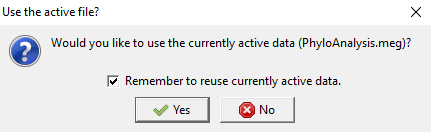 Use the active file?
Would you like to use the currently active data (PhyloAnalysis.meg)?
Remember to reuse currently active data.
Yes
No